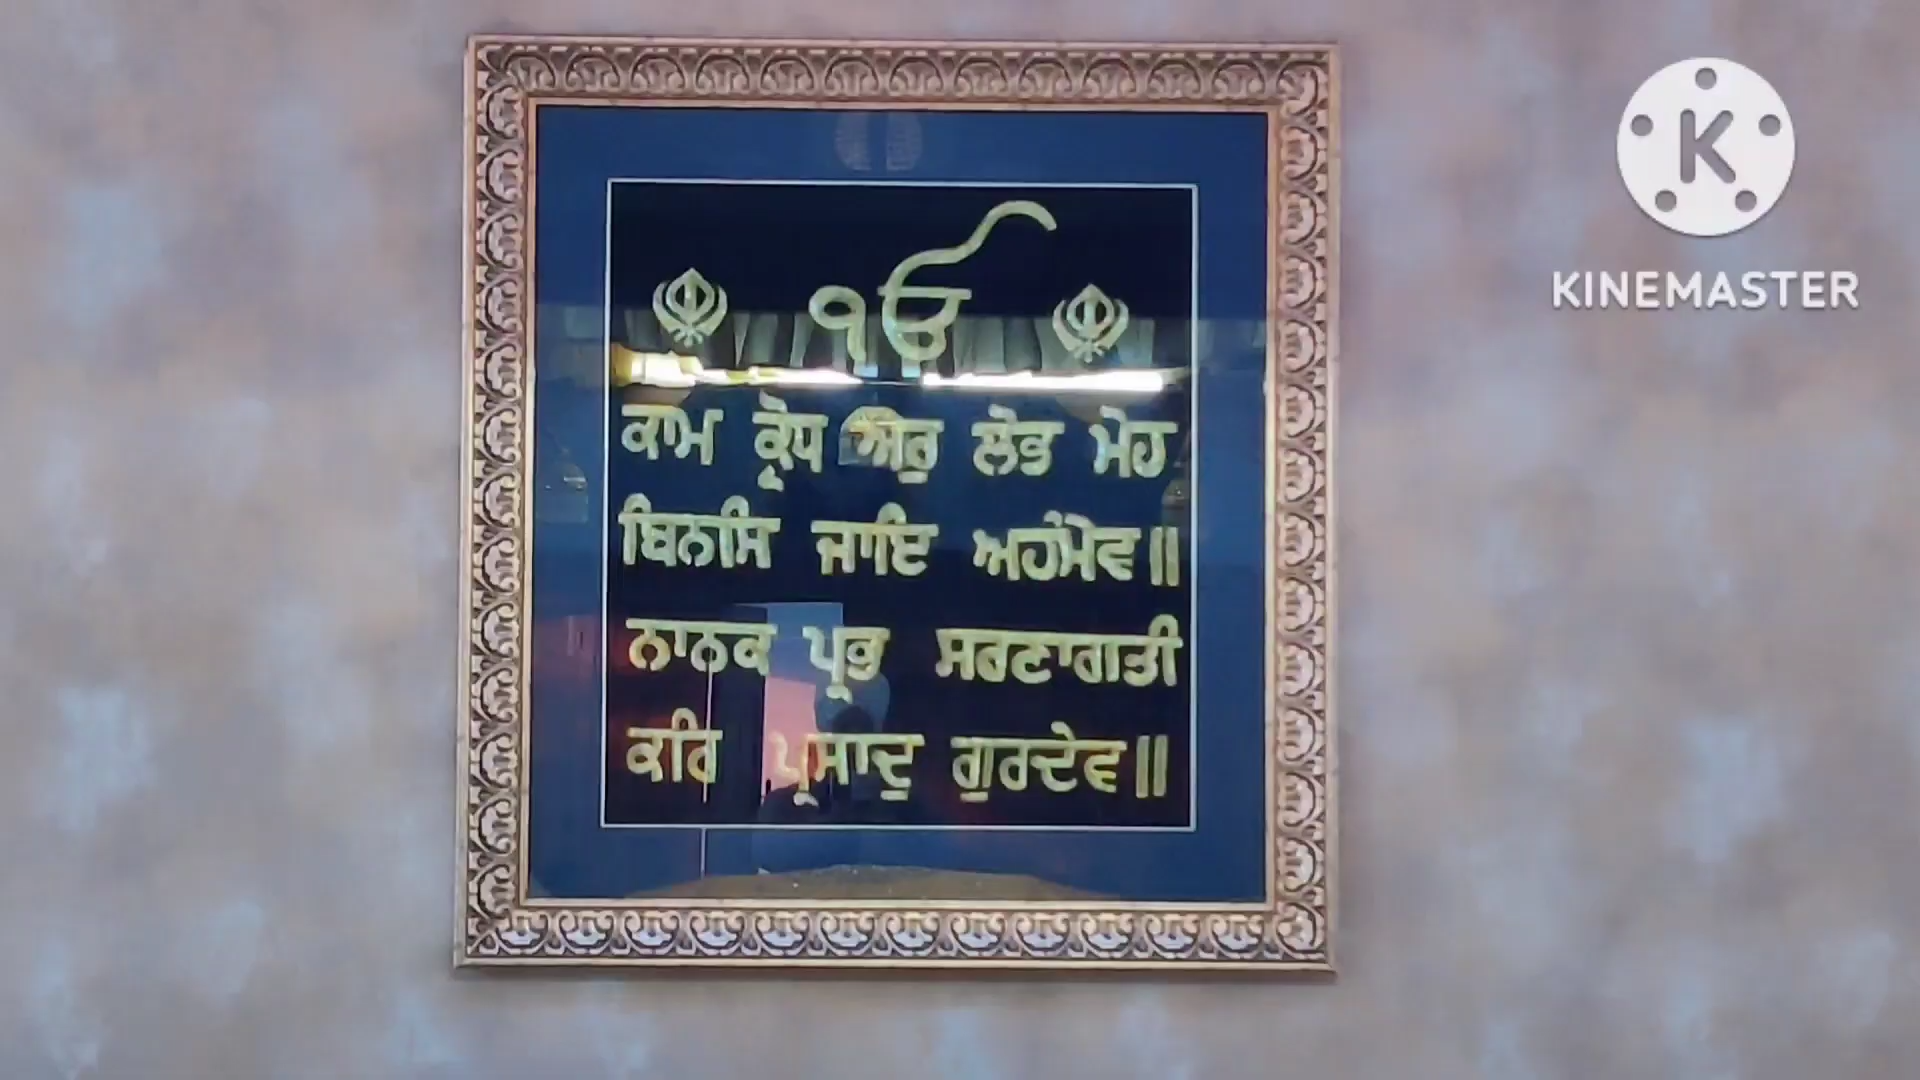 ੴ
ਕਾਮ ਕ੍ਰੋਧ ਅਰੁ ਲੋਭ ਮੋਹ
ਬਿਨਸਿ ਜਾਇ ਅਹੰਮੇਵ॥
ਨਾਨਕ ਪ੍ਰਭ ਸਰਣਾਗਤੀ
ਕਰਿ ਪ੍ਰਸਾਦੁ ਗੁਰਦੇਵ॥
K
KINEMASTER